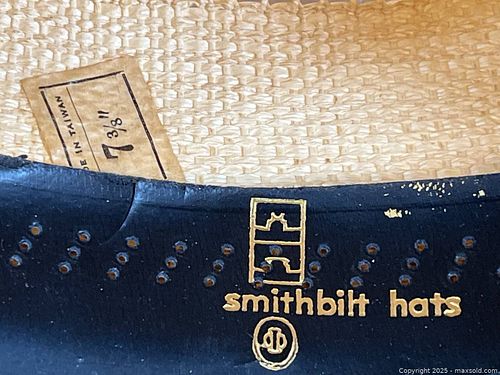 E IN TAIWAN
7 3/8"
smithbilt hats
Copyright 2025 - maxsold.com